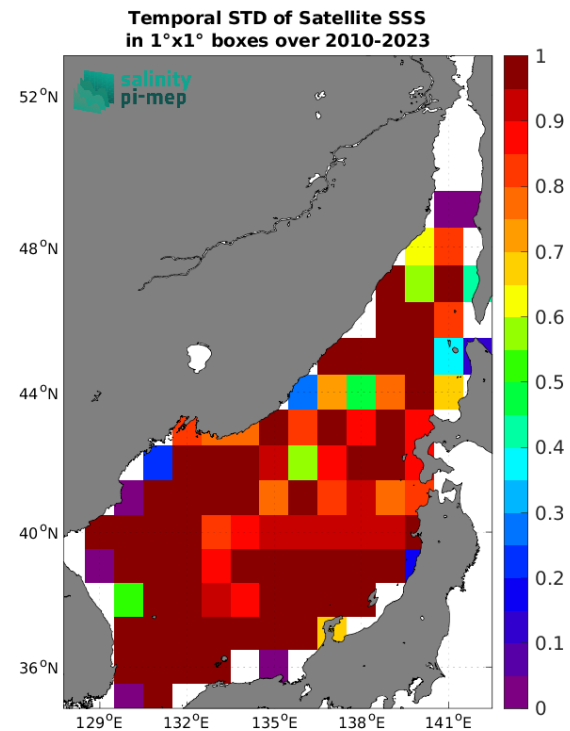 Temporal STD of Satellite SSS
in 1°x1° boxes over 2010-2023
salinity
pi-mep
52°N
48°N
44°N
40°N
36°N
129°E
132°E
135°E
138°E
141°E
1
0.9
0.8
0.7
0.6
0.5
0.4
0.3
0.2
0.1
0